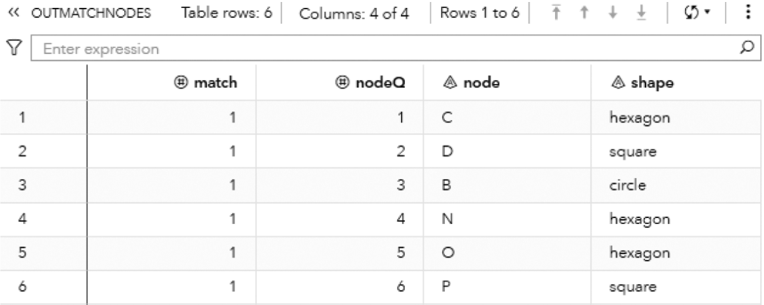 OUTMATCHNODES Table rows: 6 Columns: 4 of 4 Rows 1 to 6
Enter expression
match nodeQ node shape
1 1 1 C hexagon
2 1 2 D square
3 1 3 B circle
4 1 4 N hexagon
5 1 5 O hexagon
6 1 6 P square